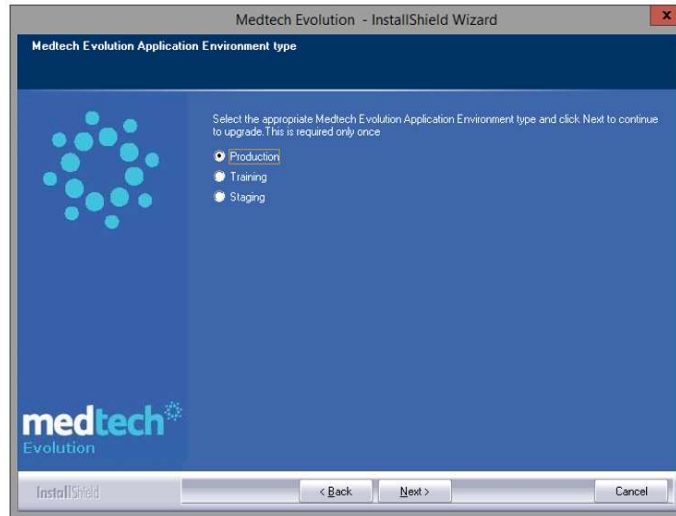 Medtech Evolution - InstallShield Wizard
x
Medtech Evolution Application Environment type
Select the appropriate Medtech Evolution Application Environment type and click Next to continue
to upgrade.This is required only once
Production
Training
Staging
medtech
Evolution
InstallShield
< Back
Next >
Cancel